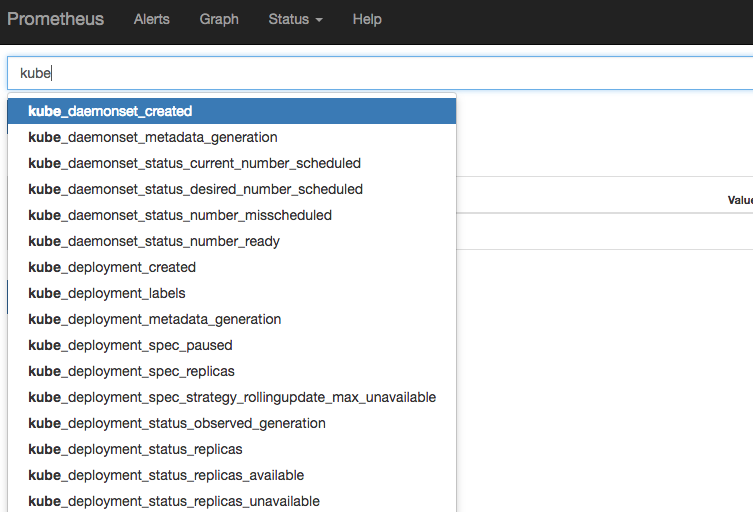 Prometheus Alerts Graph Status Help
kube
kube_daemonset_created
kube_daemonset_metadata_generation
kube_daemonset_status_current_number_scheduled
kube_daemonset_status_desired_number_scheduled
Value
kube_daemonset_status_number_misscheduled
kube_daemonset_status_number_ready
kube_deployment_created
kube_deployment_labels
kube_deployment_metadata_generation
kube_deployment_spec_paused
kube_deployment_spec_replicas
kube_deployment_spec_strategy_rollingupdate_max_unavailable
kube_deployment_status_observed_generation
kube_deployment_status_replicas
kube_deployment_status_replicas_available
kube_deployment_status_replicas_unavailable